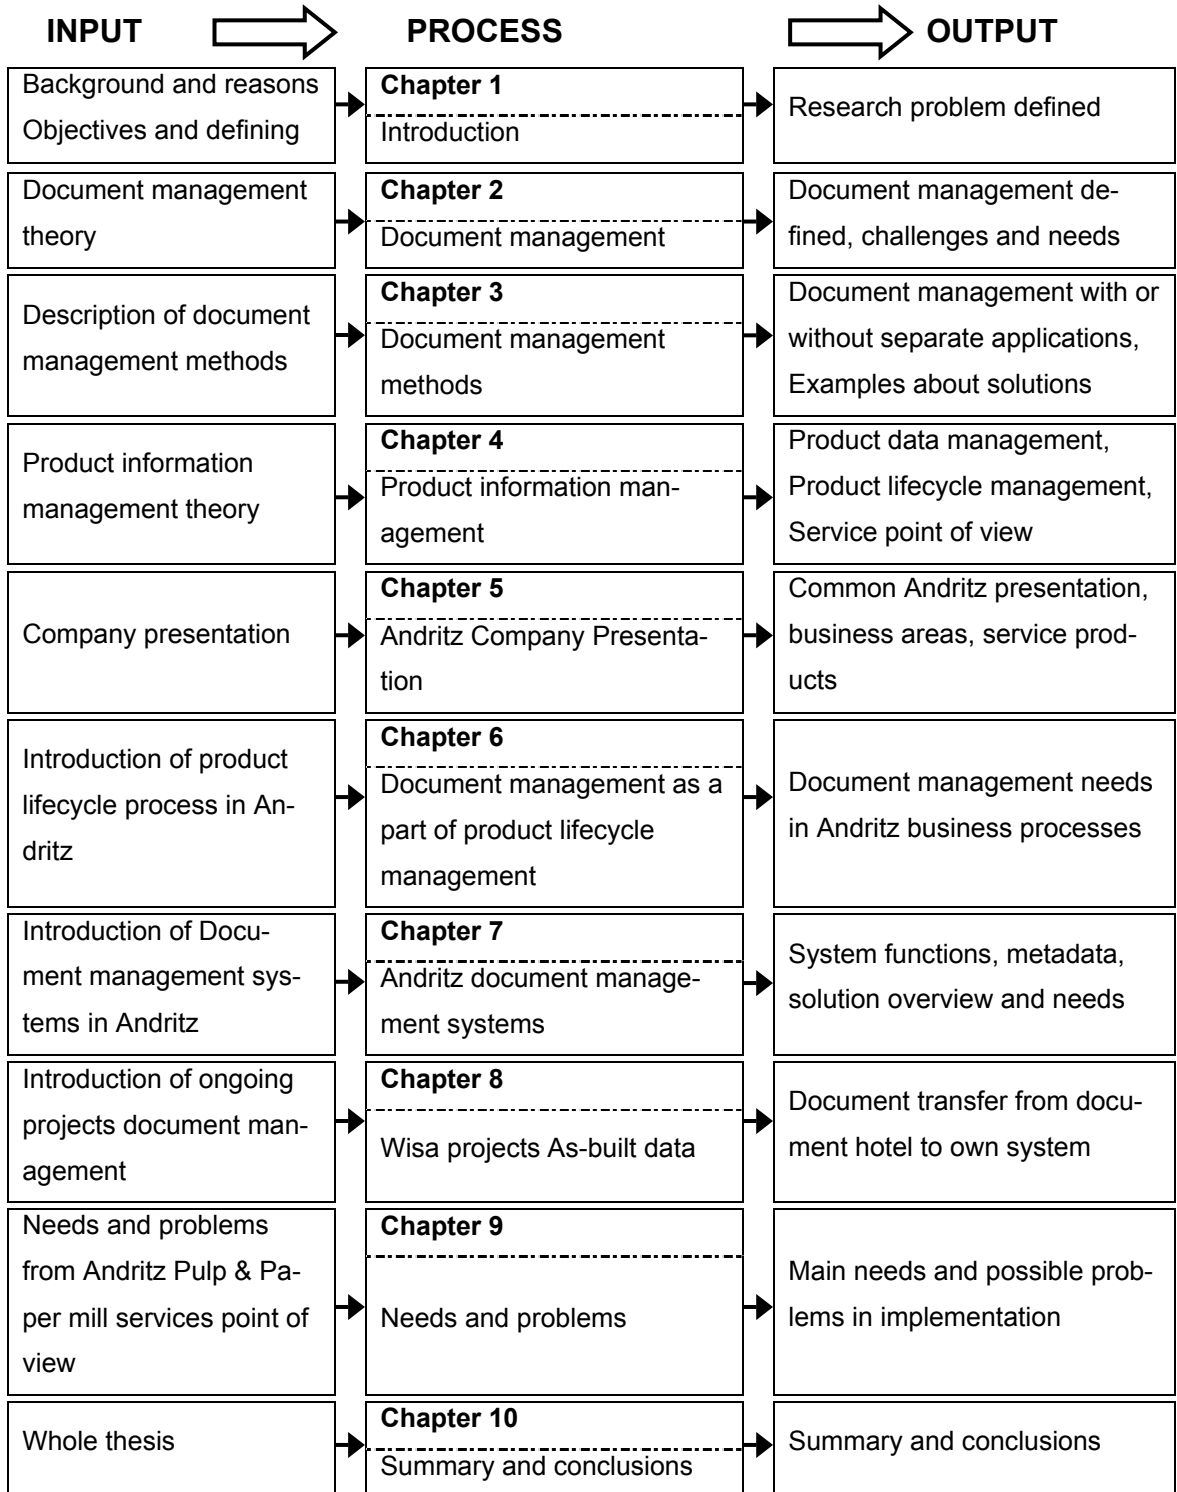 INPUT PROCESS OUTPUT
Background and reasons
Objectives and defining
Chapter 1
Introduction
Research problem defined
Document management
theory
Chapter 2
Document management
Document management de-
fined, challenges and needs
Description of document
management methods
Chapter 3
Document management
methods
Document management with or
without separate applications,
Examples about solutions
Product information
management theory
Chapter 4
Product information man-
agement
Product data management,
Product lifecycle management,
Service point of view
Company presentation
Chapter 5
Andritz Company Presenta-
tion
Common Andritz presentation,
business areas, service prod-
ucts
Introduction of product
lifecycle process in An-
dritz
Chapter 6
Document management as a
part of product lifecycle
management
Document management needs
in Andritz business processes
Introduction of Docu-
ment management sys-
tems in Andritz
Chapter 7
Andritz document manage-
ment systems
System functions, metadata,
solution overview and needs
Introduction of ongoing
projects document man-
agement
Chapter 8
Wisa projects As-built data
Document transfer from docu-
ment hotel to own system
Needs and problems
from Andritz Pulp & Pa-
per mill services point of
view
Chapter 9
Needs and problems
Main needs and possible prob-
lems in implementation
Whole thesis
Chapter 10
Summary and conclusions
Summary and conclusions